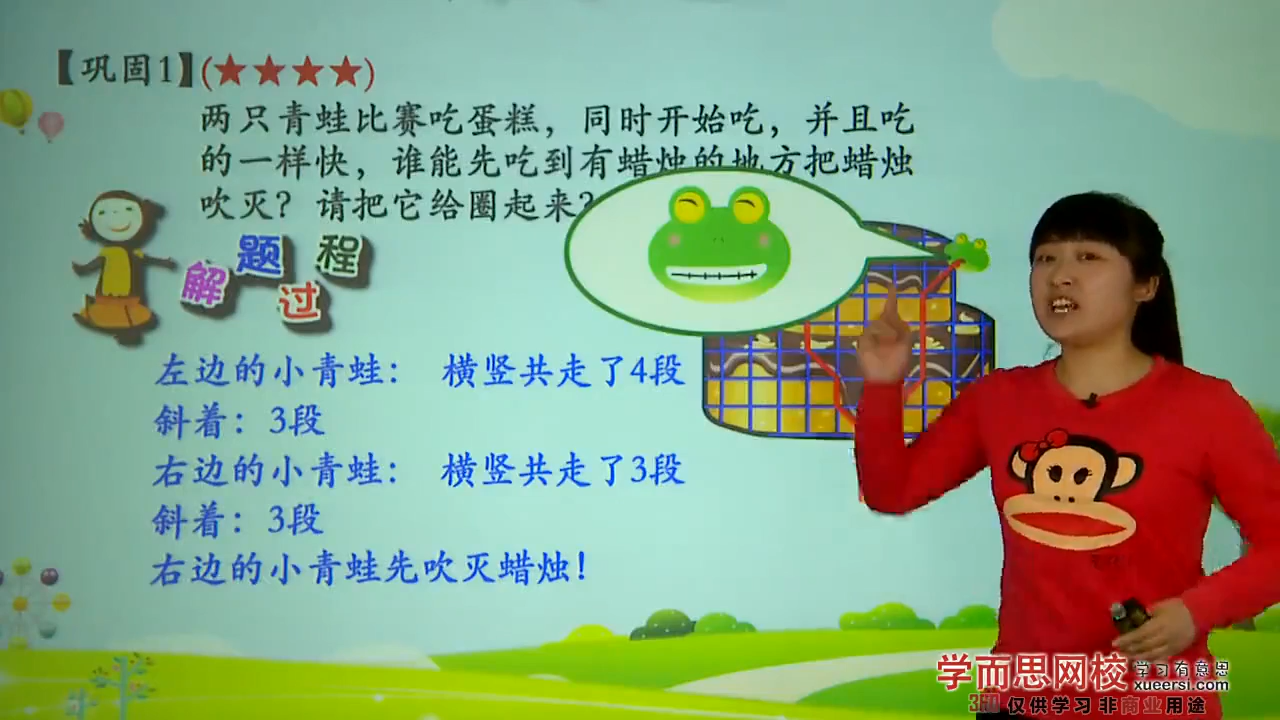 【巩固1】(★★★★)
两只青蛙比赛吃蛋糕，同时开始吃，并且吃
的一样快，谁能先吃到有蜡烛的地方把蜡烛
吹灭？请把它给圈起来？
解题过程
左边的小青蛙： 横竖共走了4段
斜着：3段
右边的小青蛙： 横竖共走了3段
斜着：3段
右边的小青蛙先吹灭蜡烛！
学而思网校 学习有意思
xueersi.com
360 仅供学习 非商业用途